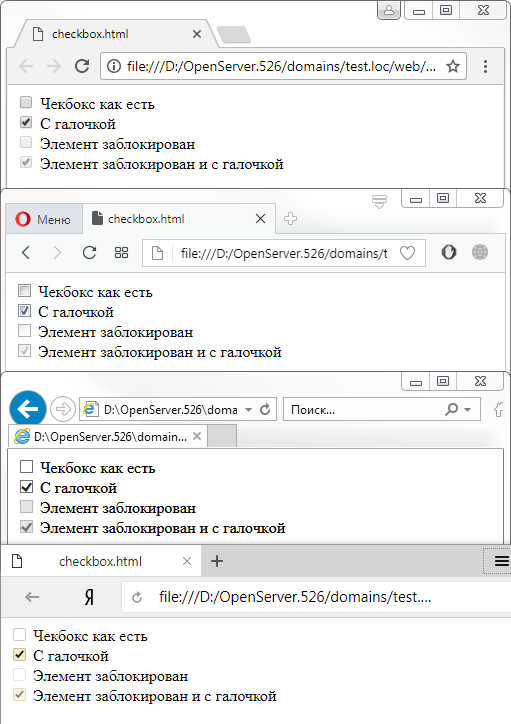 checkbox.html
file:///D:/OpenServer.526/domains/test.loc/web/...
Чекбокс как есть
С галочкой
Элемент заблокирован
Элемент заблокирован и с галочкой
Меню
checkbox.html
file:///D:/OpenServer.526/domains/t
Чекбокс как есть
С галочкой
Элемент заблокирован
Элемент заблокирован и с галочкой
D:\OpenServer.526\doma
Поиск...
D:\OpenServer.526\domain...
Чекбокс как есть
С галочкой
Элемент заблокирован
Элемент заблокирован и с галочкой
checkbox.html
Я
file:///D:/OpenServer.526/domains/test....
Чекбокс как есть
С галочкой
Элемент заблокирован
Элемент заблокирован и с галочкой